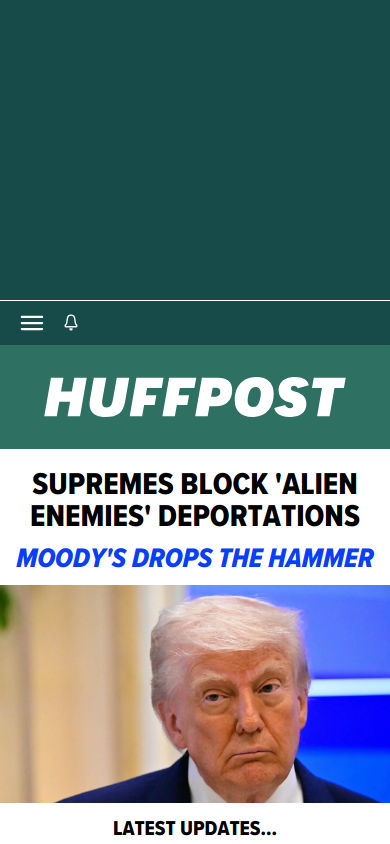 HUFFPOST
SUPREMES BLOCK 'ALIEN
ENEMIES' DEPORTATIONS
MOODY'S DROPS THE HAMMER
LATEST UPDATES...